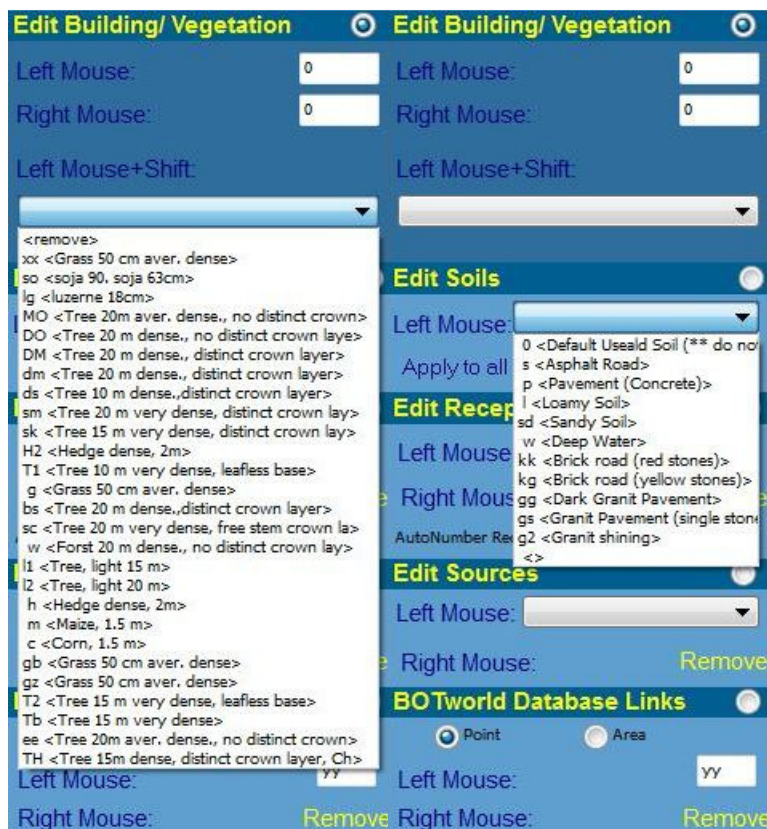 Edit Building/ Vegetation
Left Mouse: 0
Right Mouse: 0
Left Mouse+Shift:
<remove>
xx <Grass 50 cm aver. dense>
so <soja 90. soja 63cm>
lg <luzerne 18cm>
MO <Tree 20m aver. dense., no distinct crown>
DO <Tree 20 m dense., no distinct crown laye>
DM <Tree 20 m dense., distinct crown layer>
dm <Tree 20 m dense., distinct crown layer>
ds <Tree 10 m dense.,distinct crown layer>
sm <Tree 20 m very dense, distinct crown lay>
sk <Tree 15 m very dense, distinct crown lay>
H2 <Hedge dense, 2m>
T1 <Tree 10 m very dense, leafless base>
g <Grass 50 cm aver. dense>
bs <Tree 20 m dense.,distinct crown layer>
sc <Tree 20 m very dense, free stem crown la>
w <Forst 20 m dense., no distinct crown lay>
l1 <Tree, light 15 m>
l2 <Tree, light 20 m>
h <Hedge dense, 2m>
m <Maize, 1.5 m>
c <Corn, 1.5 m>
gb <Grass 50 cm aver. dense>
gz <Grass 50 cm aver. dense>
T2 <Tree 15 m very dense, leafless base>
Tb <Tree 15 m very dense>
ee <Tree 20m aver. dense., no distinct crown>
TH <Tree 15m dense, distinct crown layer, Ch>
Left Mouse: yy
Right Mouse: Remove
Edit Building/ Vegetation
Left Mouse: 0
Right Mouse: 0
Left Mouse+Shift:
Edit Soils
Left Mouse:
0 <Default Useald Soil (** do not
Apply to all
s <Asphalt Road>
p <Pavement (Concrete)>
l <Loamy Soil>
sd <Sandy Soil>
w <Deep Water>
kk <Brick road (red stones)>
kg <Brick road (yellow stones)>
gg <Dark Granit Pavement>
gs <Granit Pavement (single stone
g2 <Granit shining>
<>
Edit Recep
Left Mouse
Right Mous
AutoNumber Rec
Edit Sources
Left Mouse:
Right Mouse: Remove
BOTworld Database Links
Point Area
Left Mouse: yy
Right Mouse: Remove